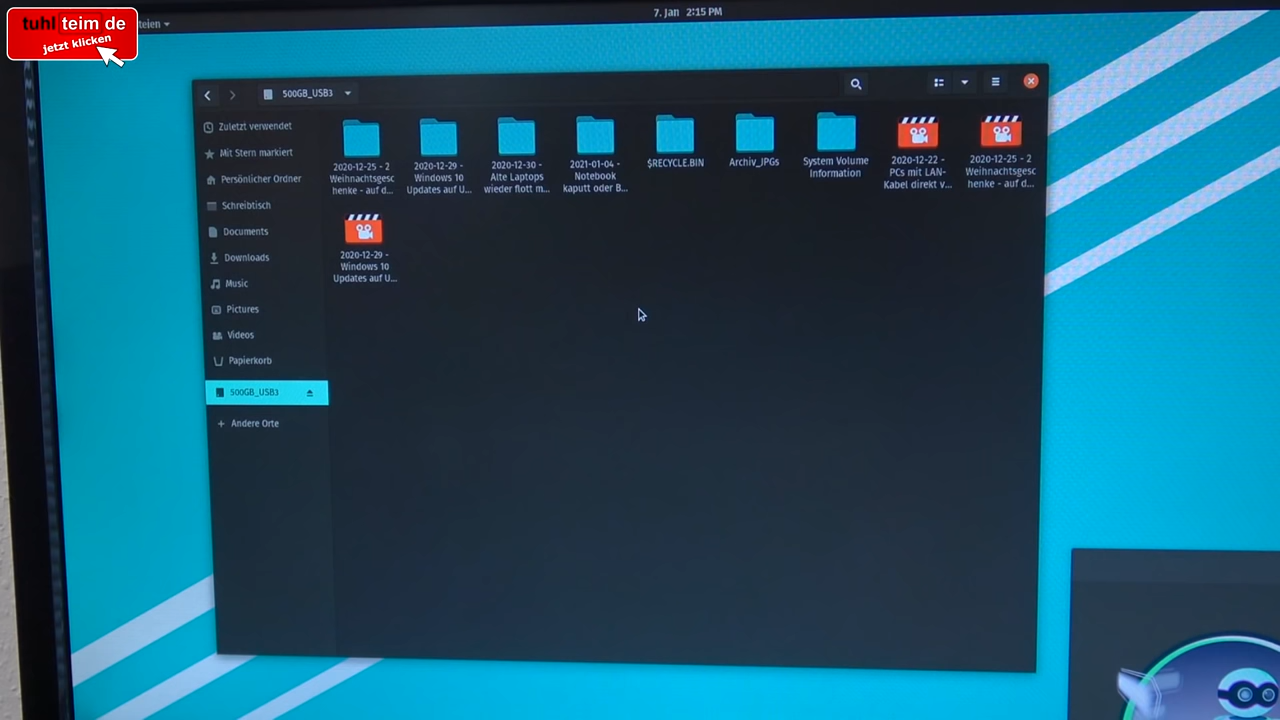 tuhl teim de
jetzt klicken
teien
7. Jan 2:15 PM
500GB_USB3
Zuletzt verwendet
Mit Stern markiert
Persönlicher Ordner
Schreibtisch
Documents
Downloads
Music
Pictures
Videos
Papierkorb
500GB_USB3
Andere Orte
2020-12-25 - 2
Weihnachtsgesc
henke - auf d...
2020-12-29 -
Windows 10
Updates auf U...
2020-12-30 -
Alte Laptops
wieder flott m...
2021-01-04 -
Notebook
kaputt oder B...
$RECYCLE.BIN
Archiv_JPGs
System Volume
Information
2020-12-22 -
PCs mit LAN-
Kabel direkt v...
2020-12-25 - 2
Weihnachtsgesc
henke - auf d...
2020-12-29 -
Windows 10
Updates auf U...